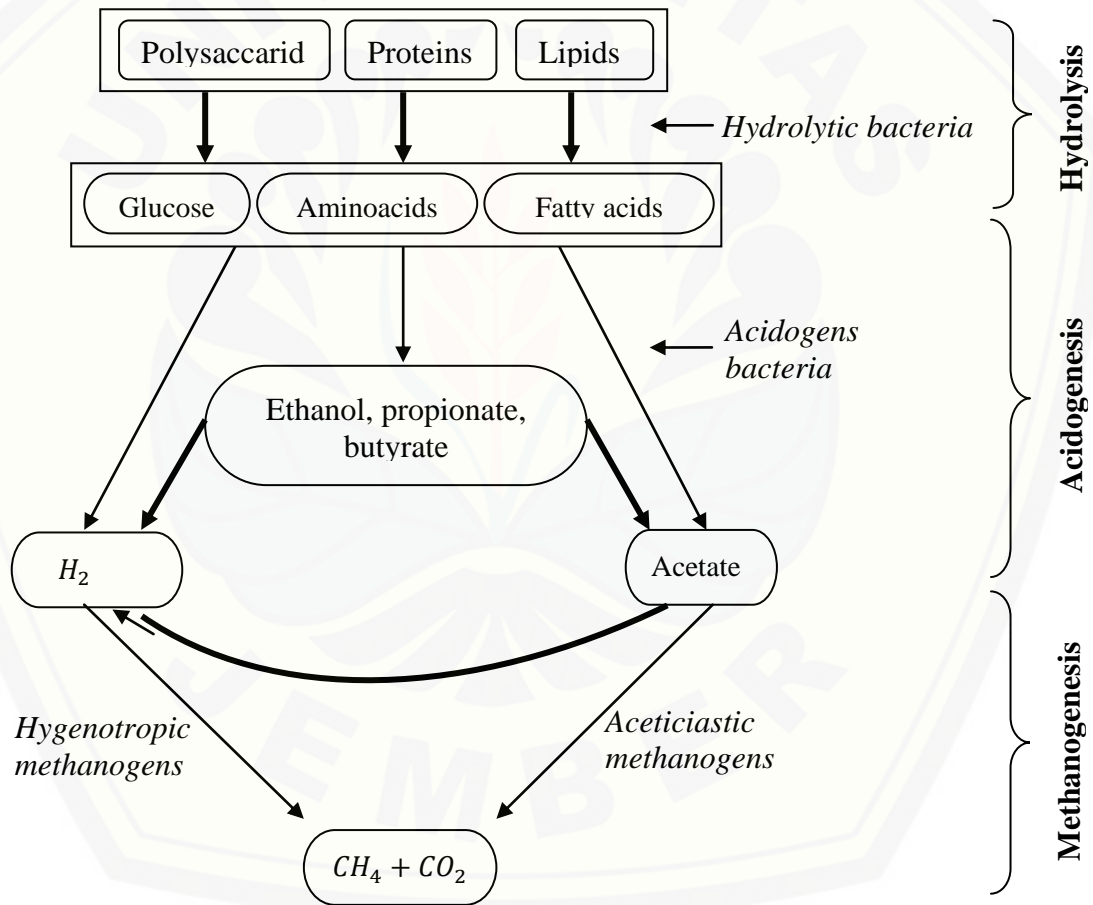 Polysaccarid
Proteins
Lipids
Hydrolytic bacteria
Hydrolysis
Glucose
Aminoacids
Fatty acids
Acidogens
bacteria
Acidogenesis
Ethanol, propionate,
butyrate
H₂
Acetate
Hygenotropic
methanogens
Aceticiastic
methanogens
Methanogenesis
CH₄ + CO₂
JEMBER